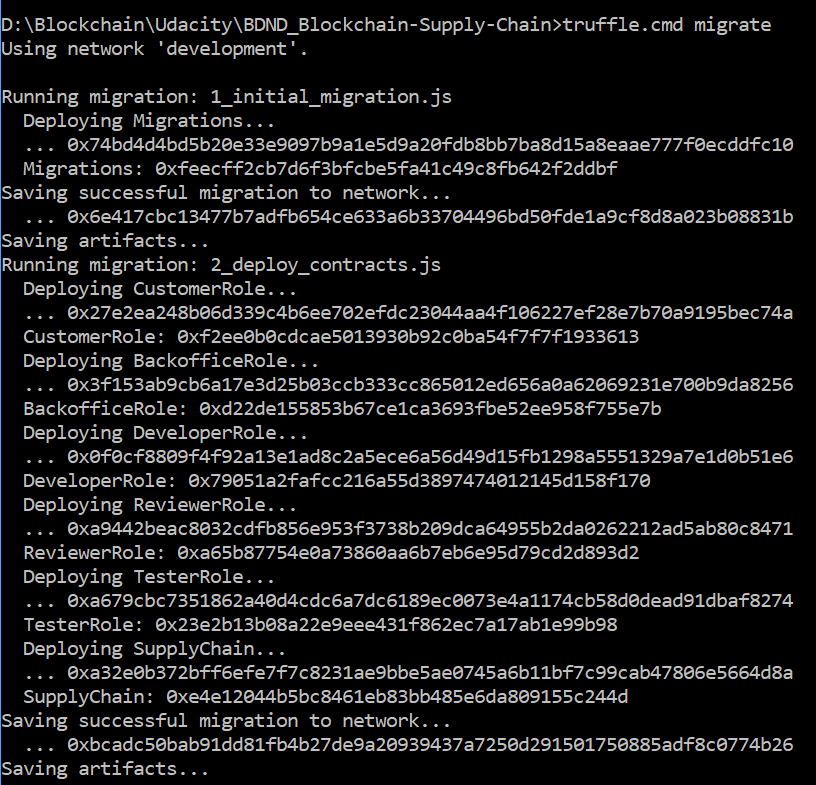 D:\Blockchain\Udacity\BDND_Blockchain-Supply-Chain>truffle.cmd migrate
Using network 'development'.
Running migration: 1_initial_migration.js
Deploying Migrations...
... 0x74bd4d4bd5b20e33e9097b9a1e5d9a20fdb8bb7ba8d15a8eaae777f0ecddfc10
Migrations: 0xfeecff2cb7d6f3bfcbe5fa41c49c8fb642f2ddbf
Saving successful migration to network...
... 0x6e417cbc13477b7adfb654ce633a6b33704496bd50fde1a9cf8d8a023b08831b
Saving artifacts...
Running migration: 2_deploy_contracts.js
Deploying CustomerRole...
... 0x27e2ea248b06d339c4b6ee702efdc23044aa4f106227ef28e7b70a9195bec74a
CustomerRole: 0xf2ee0b0cdcae5013930b92c0ba54f7f7f1933613
Deploying BackofficeRole...
... 0x3f153ab9cb6a17e3d25b03ccb333cc865012ed656a0a62069231e700b9da8256
BackofficeRole: 0xd22de155853b67ce1ca3693fbe52ee958f755e7b
Deploying DeveloperRole...
... 0x0f0cf8809f4f92a13e1ad8c2a5ece6a56d49d15fb1298a5551329a7e1d0b51e6
DeveloperRole: 0x79051a2fafcc216a55d3897474012145d158f170
Deploying ReviewerRole...
... 0xa9442beac8032cdfb856e953f3738b209dca64955b2da0262212ad5ab80c8471
ReviewerRole: 0xa65b87754e0a73860aa6b7eb6e95d79cd2d893d2
Deploying TesterRole...
... 0xa679cbc7351862a40d4cdc6a7dc6189ec0073e4a1174cb58d0dead91dbaf8274
TesterRole: 0x23e2b13b08a22e9eee431f862ec7a17ab1e99b98
Deploying SupplyChain...
... 0xa32e0b372bff6efe7f7c8231ae9bbe5ae0745a6b11bf7c99cab47806e5664d8a
SupplyChain: 0xe4e12044b5bc8461eb83bb485e6da809155c244d
Saving successful migration to network...
... 0xbcadc50bab91dd81fb4b27de9a20939437a7250d291501750885adf8c0774b26
Saving artifacts...